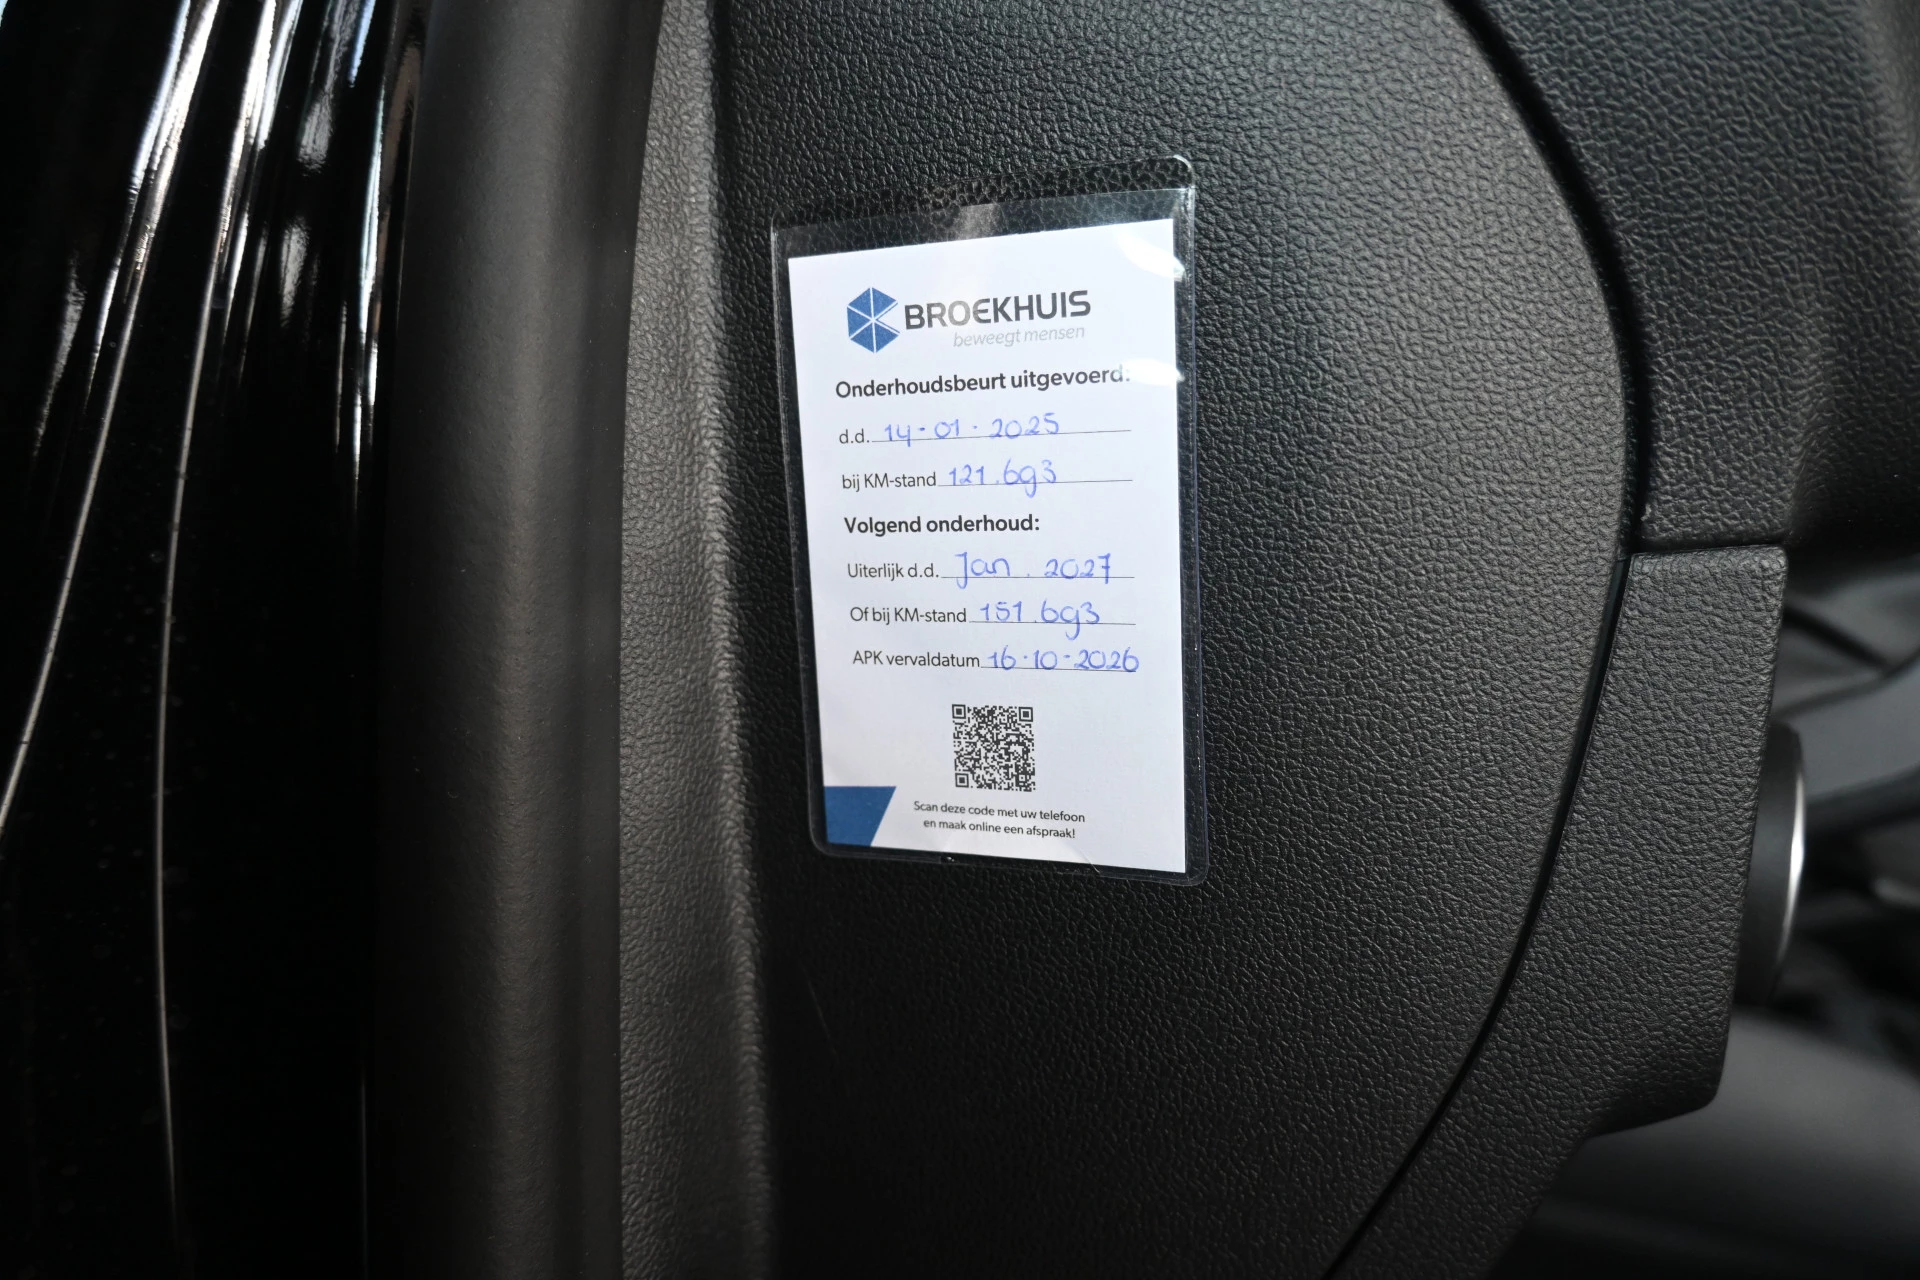 BROEKHUIS
beweegt mensen
Onderhoudsbeurt uitgevoerd:
d.d. 14-01-2025
bij KM-stand 121.693
Volgend onderhoud:
Uiterlijk d.d. Jan. 2027
Of bij KM-stand 151.693
APK vervaldatum 16-10-2026
Scan deze code met uw telefoon
en maak online een afspraak!